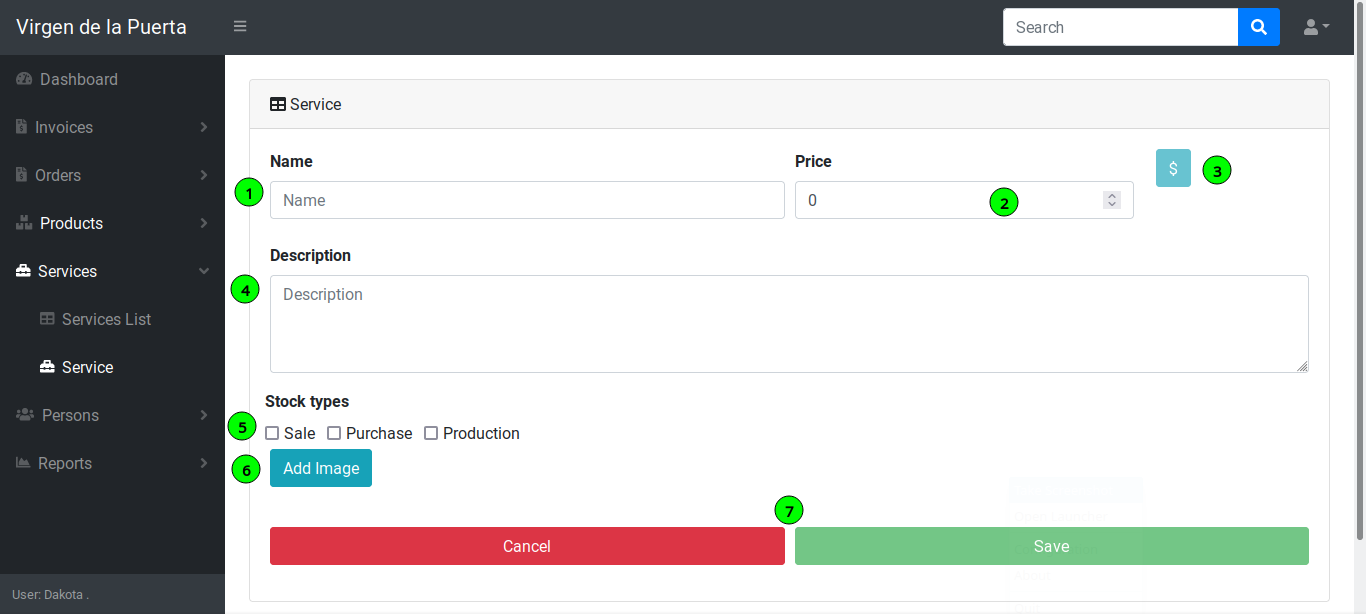 Virgen de la Puerta
Search
Dashboard
Invoices
Orders
Products
Services
Services List
Service
Persons
Reports
User: Dakota .
Service
Name
Price
$
3
1
Name
0
2
Description
4
Description
Stock types
5
Sale
Purchase
Production
6
Add Image
7
Cancel
Save